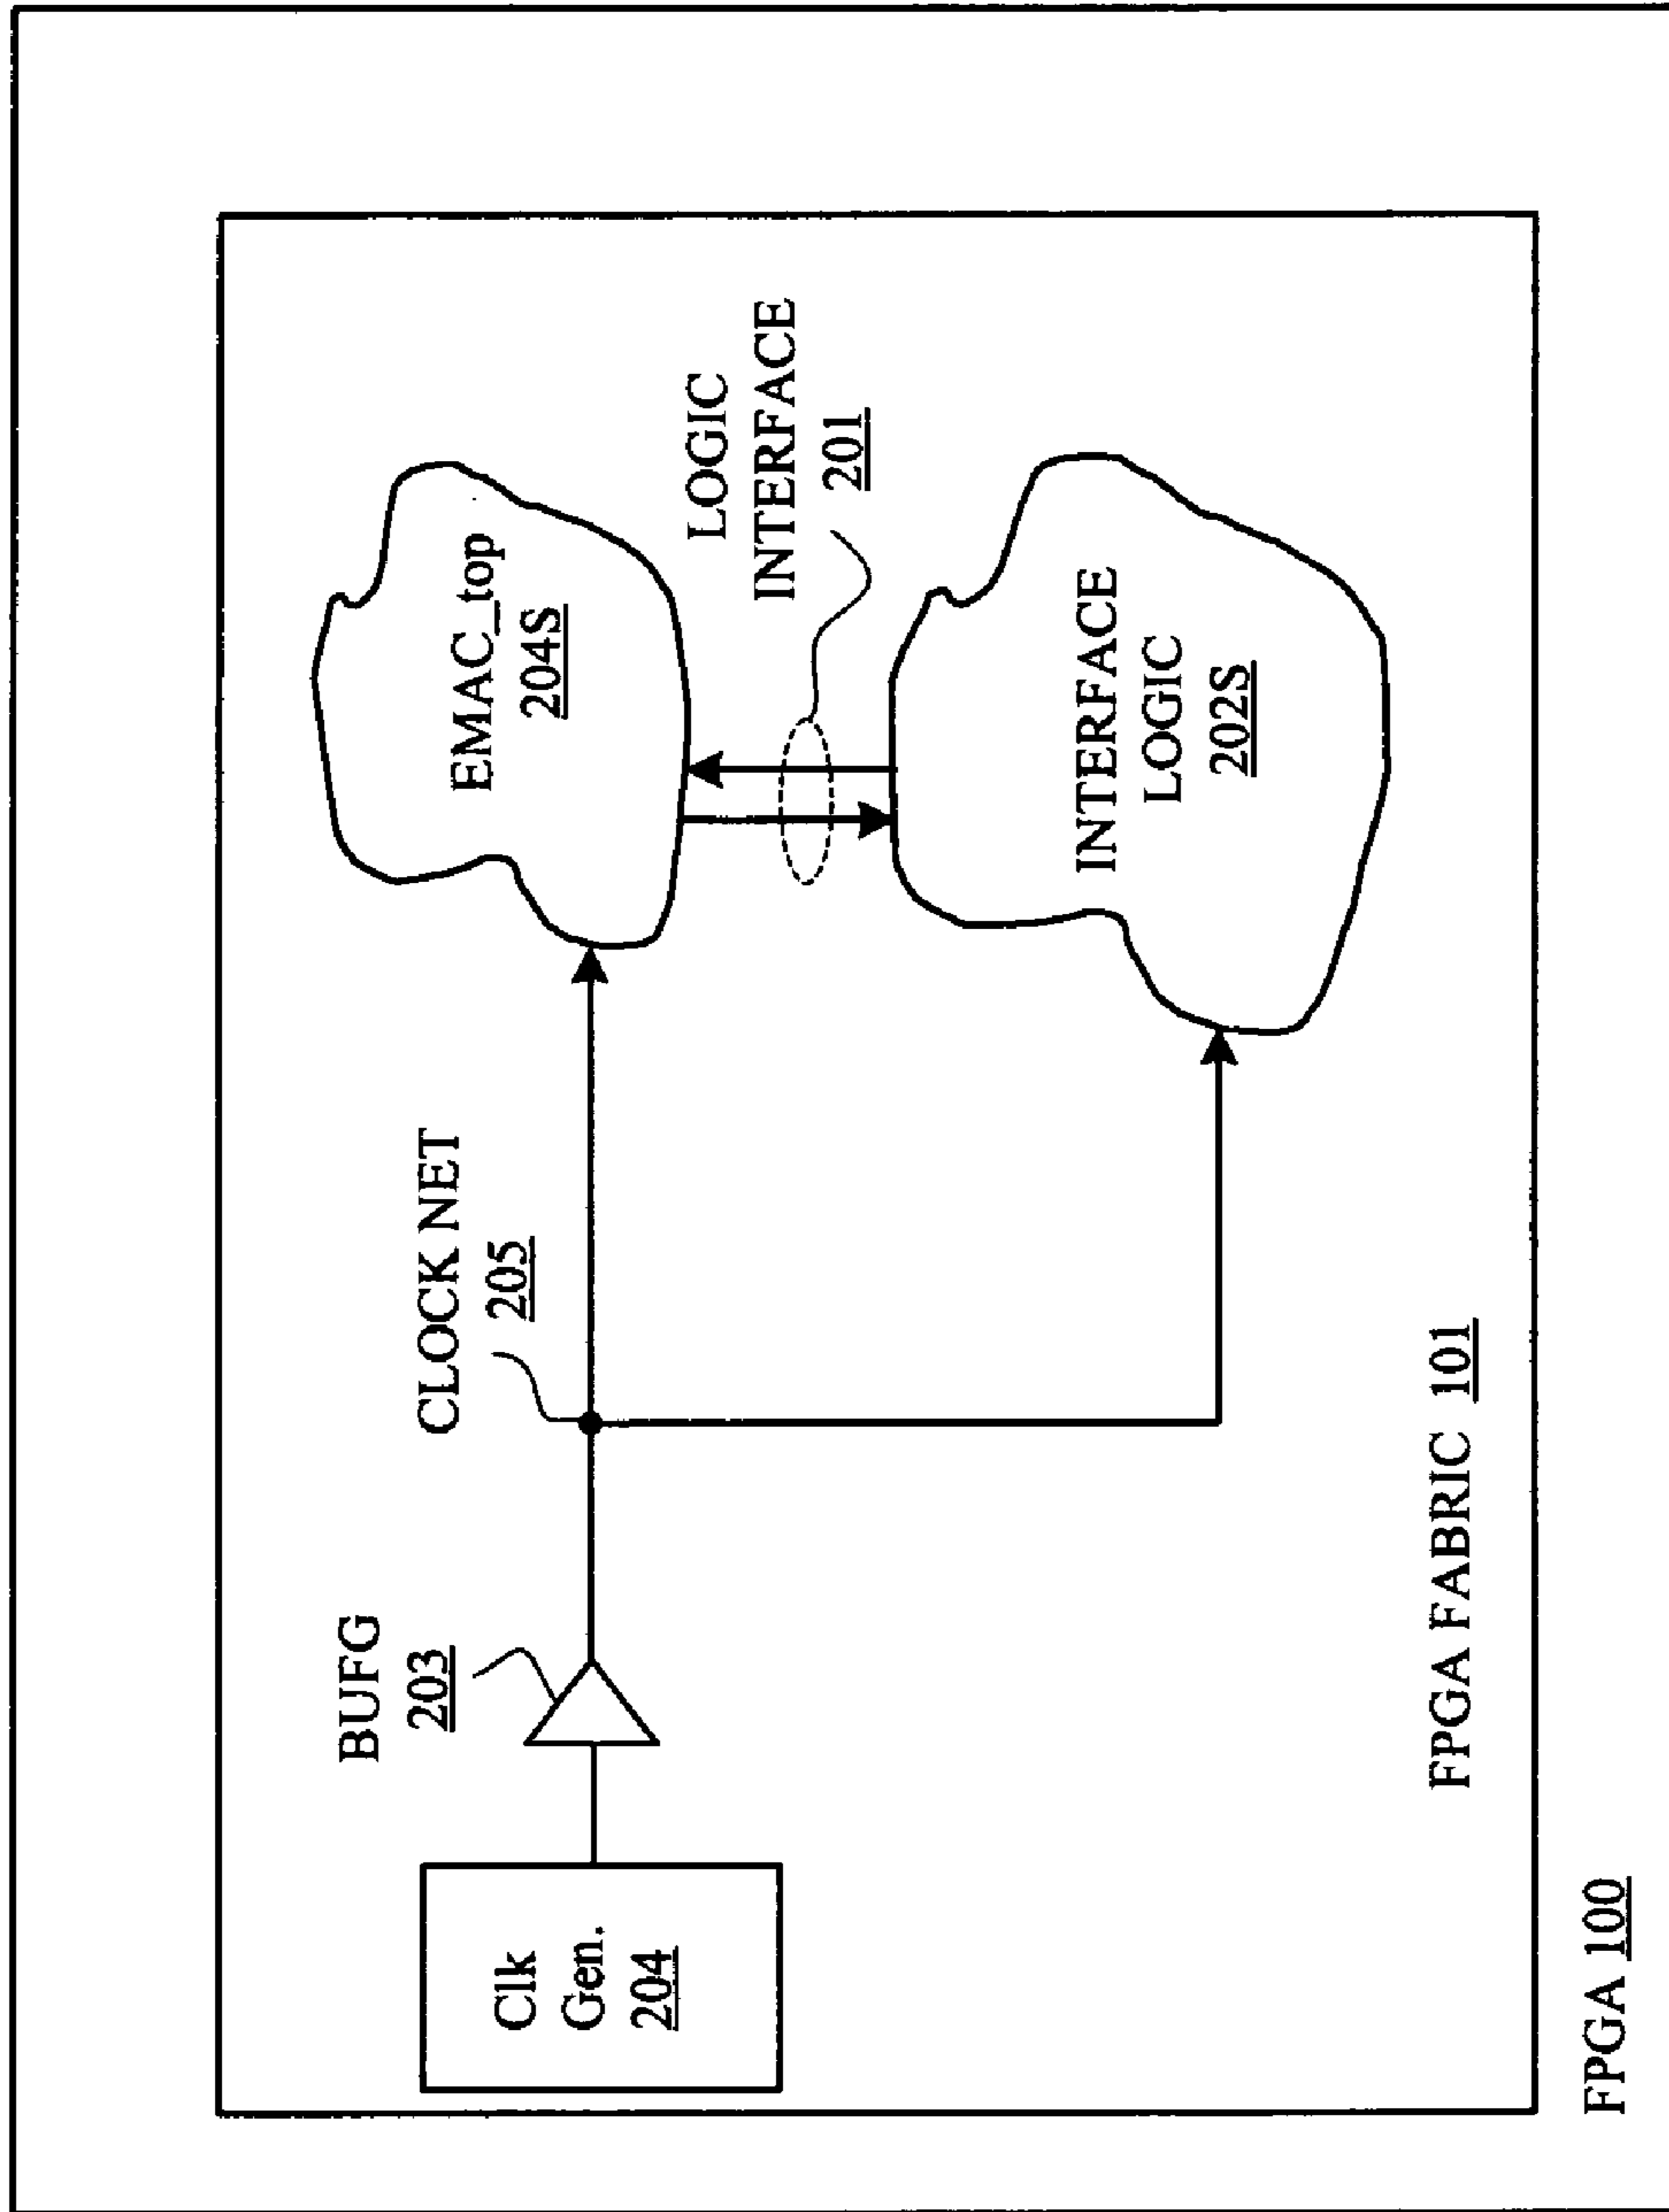 Clk
Gen.
204
BUFG
203
CLOCK NET
205
EMAC_top
204S
LOGIC
INTERFACE
201
INTERFACE
LOGIC
202S
FPGA FABRIC 101
FPGA 100